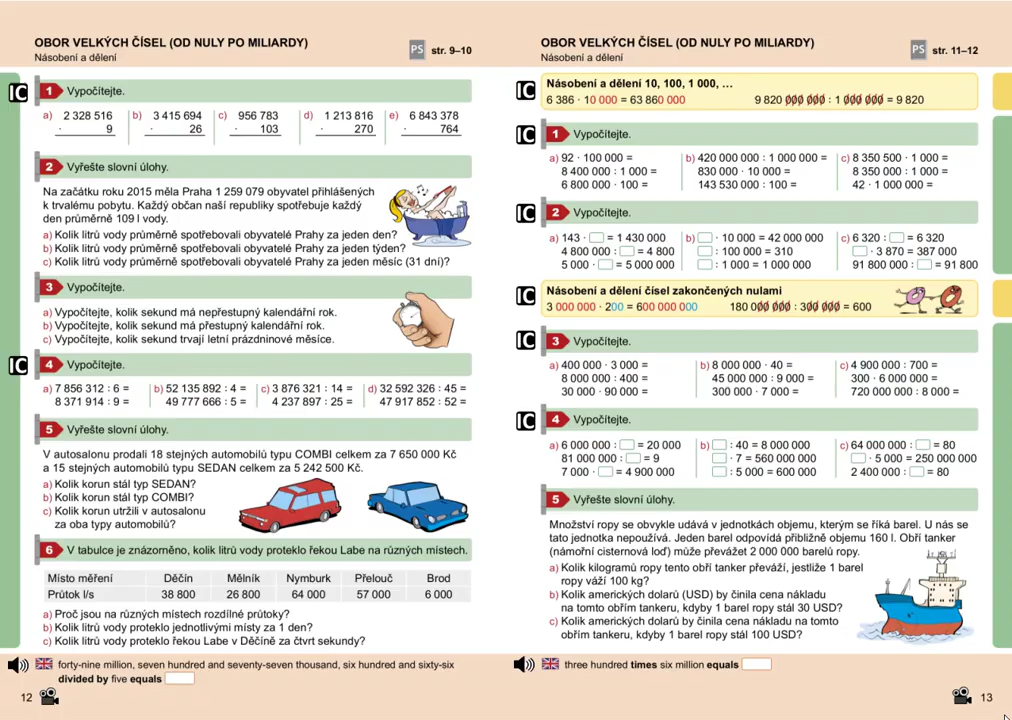 OBOR VELKÝCH ČÍSEL (OD NULY PO MILIARDY)
Násobení a dělení
PS str. 9–10
IC
1 Vypočítejte.
a) 2 328 516 b) 3 415 694 c) 956 783 d) 1 213 816 e) 6 843 378
· 9 · 26 · 103 · 270 · 764
2 Vyřešte slovní úlohy.
Na začátku roku 2015 měla Praha 1 259 079 obyvatel přihlášených
k trvalému pobytu. Každý občan naší republiky spotřebuje každý
den průměrně 109 l vody.
a) Kolik litrů vody průměrně spotřebovali obyvatelé Prahy za jeden den?
b) Kolik litrů vody průměrně spotřebovali obyvatelé Prahy za jeden týden?
c) Kolik litrů vody průměrně spotřebovali obyvatelé Prahy za jeden měsíc (31 dní)?
3 Vypočítejte.
a) Vypočítejte, kolik sekund má nepřestupný kalendářní rok.
b) Vypočítejte, kolik sekund má přestupný kalendářní rok.
c) Vypočítejte, kolik sekund trvají letní prázdninové měsíce.
IC
4 Vypočítejte.
a) 7 856 312 : 6 = b) 52 135 892 : 4 = c) 3 876 321 : 14 = d) 32 592 326 : 45 =
8 371 914 : 9 = 49 777 666 : 5 = 4 237 897 : 25 = 47 917 852 : 52 =
5 Vyřešte slovní úlohy.
V autosalonu prodali 18 stejných automobilů typu COMBI celkem za 7 650 000 Kč
a 15 stejných automobilů typu SEDAN celkem za 5 242 500 Kč.
a) Kolik korun stál typ SEDAN?
b) Kolik korun stál typ COMBI?
c) Kolik korun utržili v autosalonu
za oba typy automobilů?
6 V tabulce je znázorněno, kolik litrů vody proteklo řekou Labe na různých místech.
Místo měření Děčín Mělník Nymburk Přelouč Brod
Průtok l/s 38 800 26 800 64 000 57 000 6 000
a) Proč jsou na různých místech rozdílné průtoky?
b) Kolik litrů vody proteklo jednotlivými místy za 1 den?
c) Kolik litrů vody proteklo řekou Labe v Děčíně za čtvrt sekundy?
forty-nine million, seven hundred and seventy-seven thousand, six hundred and sixty-six
divided by five equals
12
OBOR VELKÝCH ČÍSEL (OD NULY PO MILIARDY)
Násobení a dělení
PS str. 11–12
IC
Násobení a dělení 10, 100, 1 000, …
6 386 · 10 000 = 63 860 000 9 820 000 000 : 1 000 000 = 9 820
IC
1 Vypočítejte.
a) 92 · 100 000 = b) 420 000 000 : 1 000 000 = c) 8 350 500 · 1 000 =
8 400 000 : 1 000 = 830 000 · 10 000 = 8 350 000 : 1 000 =
6 800 000 · 100 = 143 530 000 : 100 = 42 · 1 000 000 =
IC
2 Vypočítejte.
a) 143 · = 1 430 000 b) · 10 000 = 42 000 000 c) 6 320 : = 6 320
4 800 000 : = 4 800 : 100 000 = 310 · 3 870 = 387 000
5 000 · = 5 000 000 : 1 000 = 1 000 000 91 800 000 : = 91 800
IC
Násobení a dělení čísel zakončených nulami
3 000 000 · 200 = 600 000 000 180 000 000 : 300 000 = 600
IC
3 Vypočítejte.
a) 400 000 · 3 000 = b) 8 000 000 · 40 = c) 4 900 000 : 700 =
8 000 000 : 400 = 45 000 000 : 9 000 = 300 · 6 000 000 =
30 000 · 90 000 = 300 000 · 7 000 = 720 000 000 : 8 000 =
IC
4 Vypočítejte.
a) 6 000 000 : = 20 000 b) : 40 = 8 000 000 c) 64 000 000 : = 80
81 000 000 : = 9 · 7 = 560 000 000 · 5 000 = 250 000 000
7 000 · = 4 900 000 : 5 000 = 600 000 2 400 000 : = 80
5 Vyřešte slovní úlohy.
Množství ropy se obvykle udává v jednotkách objemu, kterým se říká barel. U nás se
tato jednotka nepoužívá. Jeden barel odpovídá přibližně objemu 160 l. Obří tanker
(námořní cisternová loď) může převážet 2 000 000 barelů ropy.
a) Kolik kilogramů ropy tento obří tanker převáží, jestliže 1 barel
ropy váží 100 kg?
b) Kolik amerických dolarů (USD) by činila cena nákladu
na tomto obřím tankeru, kdyby 1 barel ropy stál 30 USD?
c) Kolik amerických dolarů by činila cena nákladu na tomto
obřím tankeru, kdyby 1 barel ropy stál 100 USD?
three hundred times six million equals
13